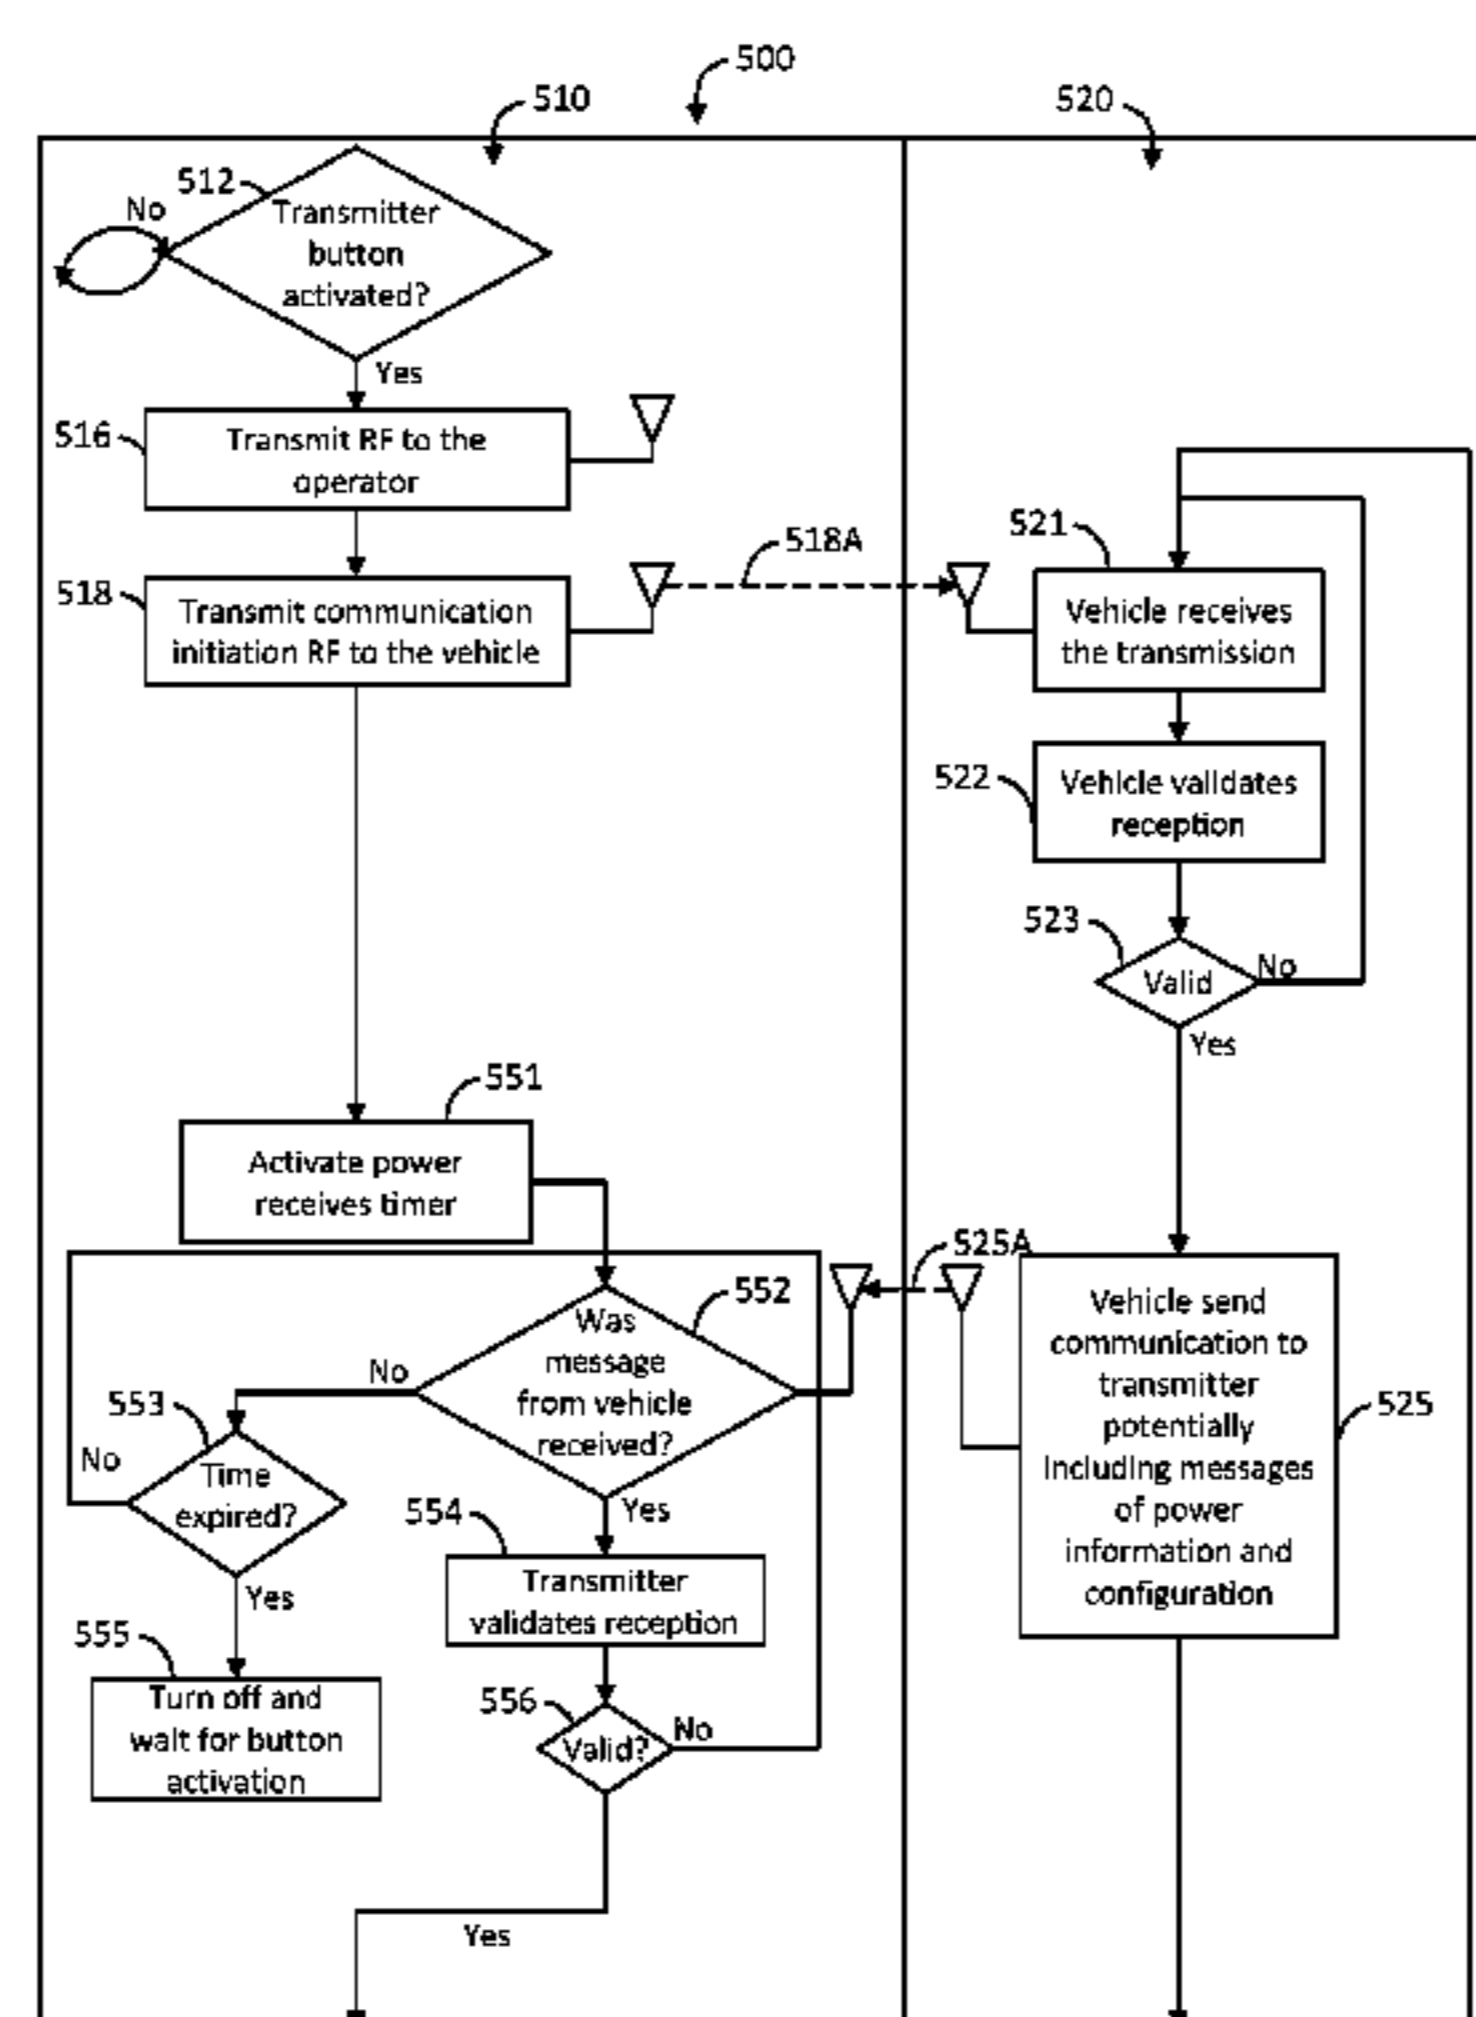 500
510
520
512
No
Transmitter
button
activated?
Yes
516
Transmit RF to the
operator
518
Transmit communication
initiation RF to the vehicle
518A
521
Vehicle receives
the transmission
522
Vehicle validates
reception
523
Valid
No
Yes
551
Activate power
receives timer
525A
552
Was
message
from vehicle
received?
No
Yes
553
No
Time
expired?
Yes
554
Transmitter
validates reception
555
Turn off and
wait for button
activation
556
Valid?
No
Yes
Vehicle send
communication to
transmitter
potentially
including messages
of power
information and
configuration
525